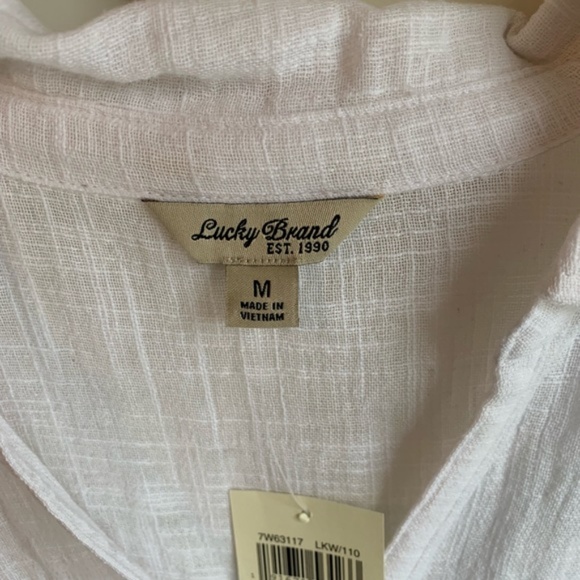 Lucky Brand
EST. 1990
M
MADE IN
VIETNAM
7W63117 LKW/110